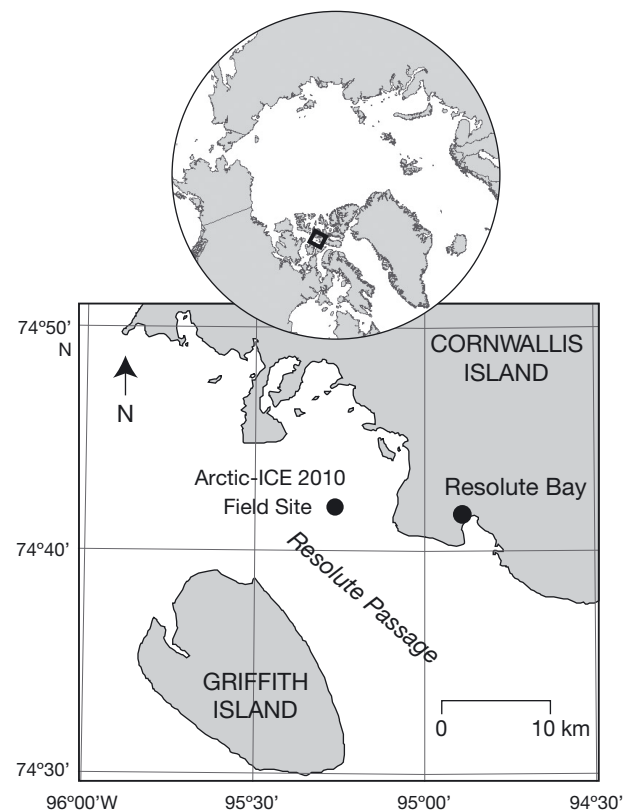 74°50'
N
CORNWALLIS
ISLAND
N
Arctic-ICE 2010
Field Site
Resolute Bay
74°40'
Resolute Passage
GRIFFITH
ISLAND
0
10 km
74°30'
96°00'W
95°30'
95°00'
94°30'